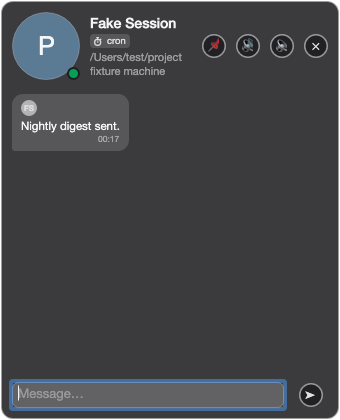 P
Fake Session
cron
/Users/test/project
fixture machine
FS
Nightly digest sent.
00:17
Message…